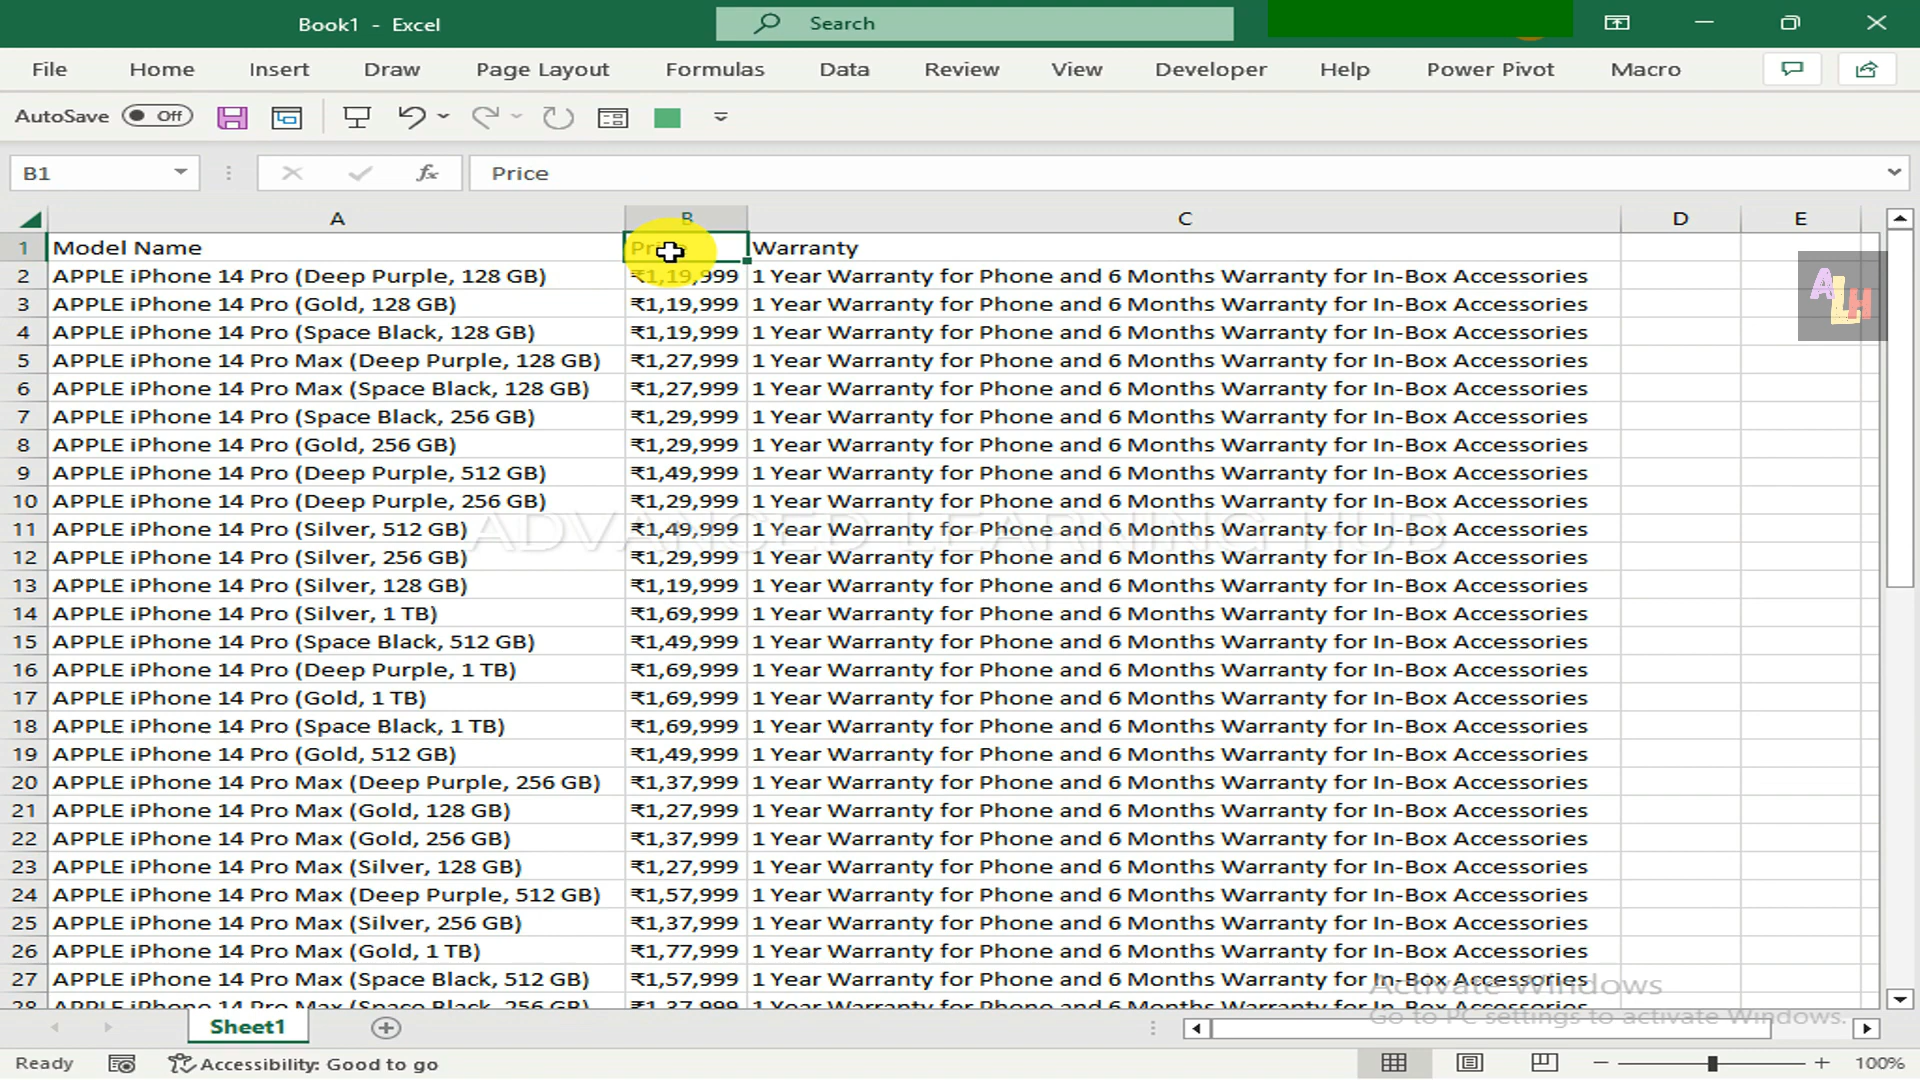 Book1 - Excel
Search
File Home Insert Draw Page Layout Formulas Data Review View Developer Help Power Pivot Macro
AutoSave Off
B1 fx Price
A B C D E
1 Model Name Price Warranty
2 APPLE iPhone 14 Pro (Deep Purple, 128 GB) ₹1,19,999 1 Year Warranty for Phone and 6 Months Warranty for In-Box Accessories
3 APPLE iPhone 14 Pro (Gold, 128 GB) ₹1,19,999 1 Year Warranty for Phone and 6 Months Warranty for In-Box Accessories
4 APPLE iPhone 14 Pro (Space Black, 128 GB) ₹1,19,999 1 Year Warranty for Phone and 6 Months Warranty for In-Box Accessories
5 APPLE iPhone 14 Pro Max (Deep Purple, 128 GB) ₹1,27,999 1 Year Warranty for Phone and 6 Months Warranty for In-Box Accessories
6 APPLE iPhone 14 Pro Max (Space Black, 128 GB) ₹1,27,999 1 Year Warranty for Phone and 6 Months Warranty for In-Box Accessories
7 APPLE iPhone 14 Pro (Space Black, 256 GB) ₹1,29,999 1 Year Warranty for Phone and 6 Months Warranty for In-Box Accessories
8 APPLE iPhone 14 Pro (Gold, 256 GB) ₹1,29,999 1 Year Warranty for Phone and 6 Months Warranty for In-Box Accessories
9 APPLE iPhone 14 Pro (Deep Purple, 512 GB) ₹1,49,999 1 Year Warranty for Phone and 6 Months Warranty for In-Box Accessories
10 APPLE iPhone 14 Pro (Deep Purple, 256 GB) ₹1,29,999 1 Year Warranty for Phone and 6 Months Warranty for In-Box Accessories
11 APPLE iPhone 14 Pro (Silver, 512 GB) ₹1,49,999 1 Year Warranty for Phone and 6 Months Warranty for In-Box Accessories
12 APPLE iPhone 14 Pro (Silver, 256 GB) ₹1,29,999 1 Year Warranty for Phone and 6 Months Warranty for In-Box Accessories
13 APPLE iPhone 14 Pro (Silver, 128 GB) ₹1,19,999 1 Year Warranty for Phone and 6 Months Warranty for In-Box Accessories
14 APPLE iPhone 14 Pro (Silver, 1 TB) ₹1,69,999 1 Year Warranty for Phone and 6 Months Warranty for In-Box Accessories
15 APPLE iPhone 14 Pro (Space Black, 512 GB) ₹1,49,999 1 Year Warranty for Phone and 6 Months Warranty for In-Box Accessories
16 APPLE iPhone 14 Pro (Deep Purple, 1 TB) ₹1,69,999 1 Year Warranty for Phone and 6 Months Warranty for In-Box Accessories
17 APPLE iPhone 14 Pro (Gold, 1 TB) ₹1,69,999 1 Year Warranty for Phone and 6 Months Warranty for In-Box Accessories
18 APPLE iPhone 14 Pro (Space Black, 1 TB) ₹1,69,999 1 Year Warranty for Phone and 6 Months Warranty for In-Box Accessories
19 APPLE iPhone 14 Pro (Gold, 512 GB) ₹1,49,999 1 Year Warranty for Phone and 6 Months Warranty for In-Box Accessories
20 APPLE iPhone 14 Pro Max (Deep Purple, 256 GB) ₹1,37,999 1 Year Warranty for Phone and 6 Months Warranty for In-Box Accessories
21 APPLE iPhone 14 Pro Max (Gold, 128 GB) ₹1,27,999 1 Year Warranty for Phone and 6 Months Warranty for In-Box Accessories
22 APPLE iPhone 14 Pro Max (Gold, 256 GB) ₹1,37,999 1 Year Warranty for Phone and 6 Months Warranty for In-Box Accessories
23 APPLE iPhone 14 Pro Max (Silver, 128 GB) ₹1,27,999 1 Year Warranty for Phone and 6 Months Warranty for In-Box Accessories
24 APPLE iPhone 14 Pro Max (Deep Purple, 512 GB) ₹1,57,999 1 Year Warranty for Phone and 6 Months Warranty for In-Box Accessories
25 APPLE iPhone 14 Pro Max (Silver, 256 GB) ₹1,37,999 1 Year Warranty for Phone and 6 Months Warranty for In-Box Accessories
26 APPLE iPhone 14 Pro Max (Gold, 1 TB) ₹1,77,999 1 Year Warranty for Phone and 6 Months Warranty for In-Box Accessories
27 APPLE iPhone 14 Pro Max (Space Black, 512 GB) ₹1,57,999 1 Year Warranty for Phone and 6 Months Warranty for In-Box Accessories
28 APPLE iPhone 14 Pro Max (Space Black, 256 GB) ₹1,37,999 1 Year Warranty for Phone and 6 Months Warranty for In-Box Accessories
ALH
ADVANCED LEARNING HUB
Activate Windows
Go to PC settings to activate Windows.
Sheet1
Ready Accessibility: Good to go 100%